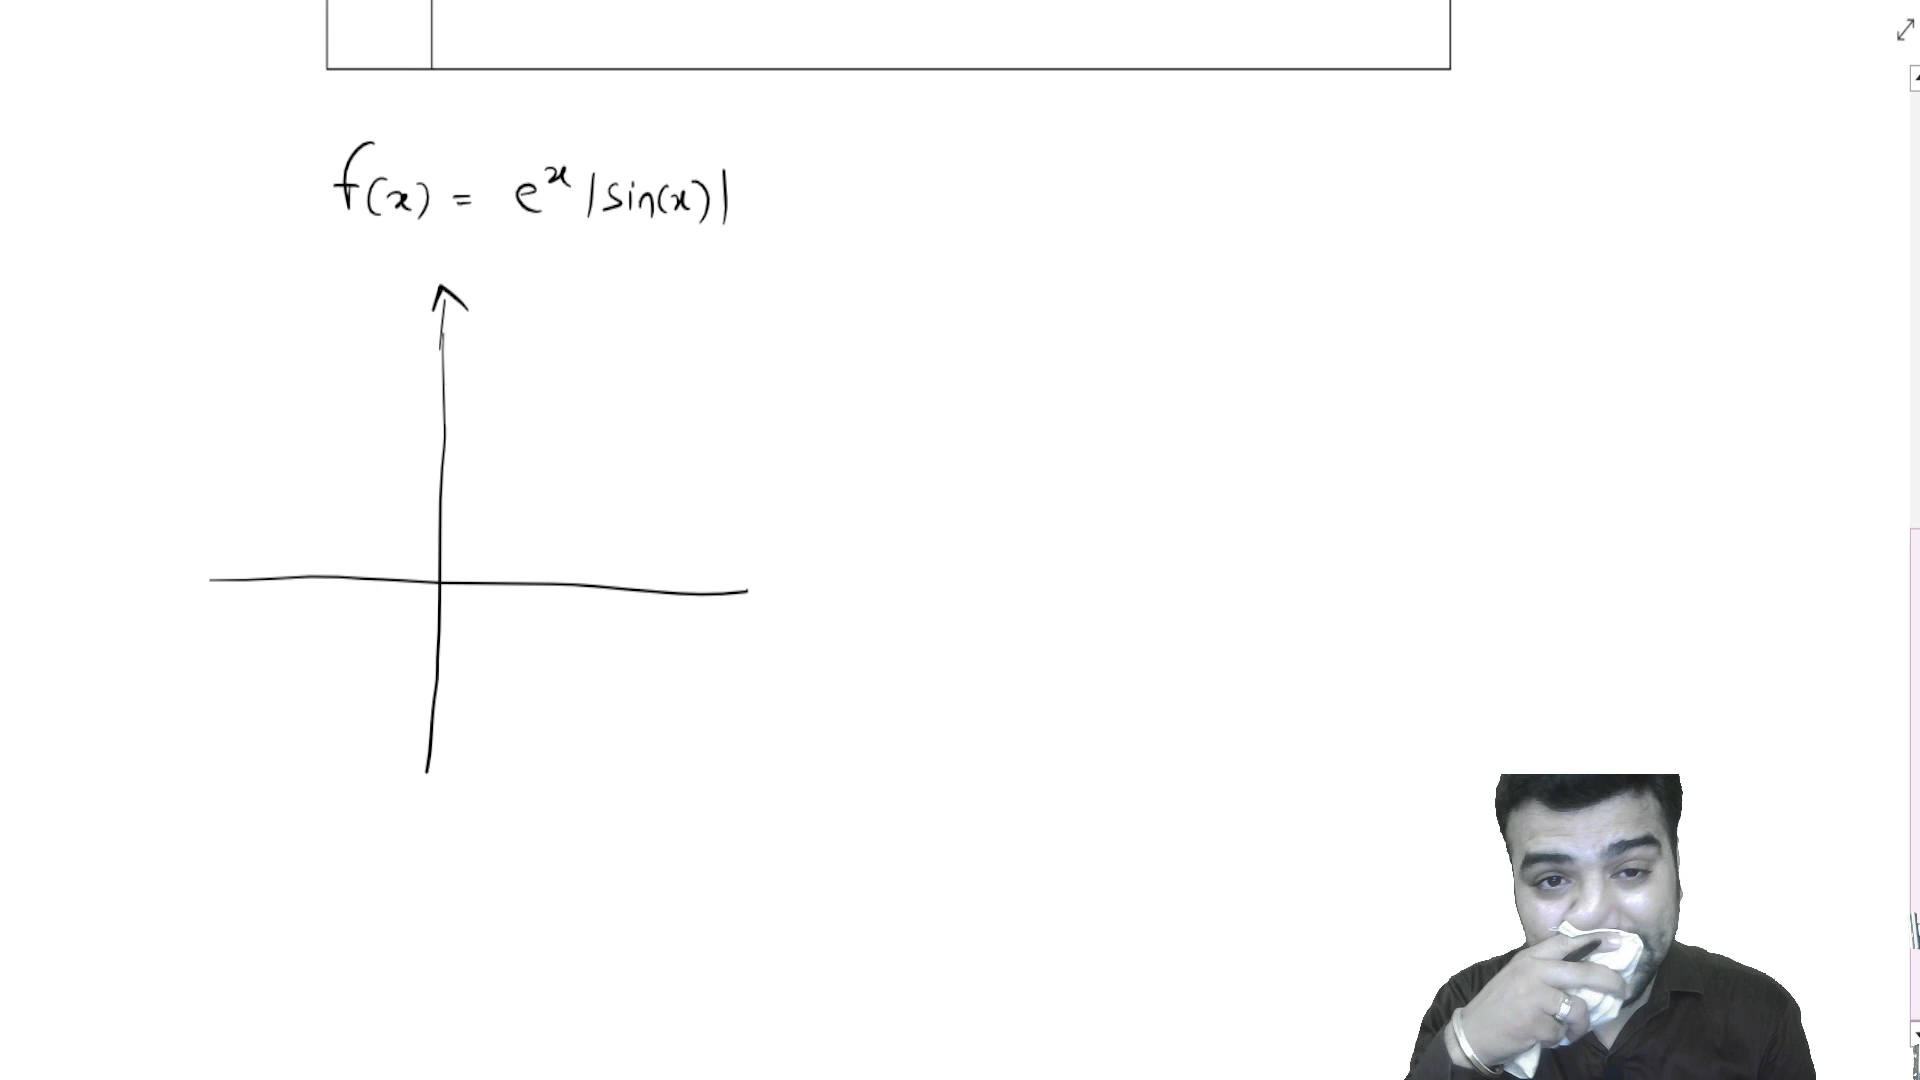 f(x) = e^x |sin(x)|